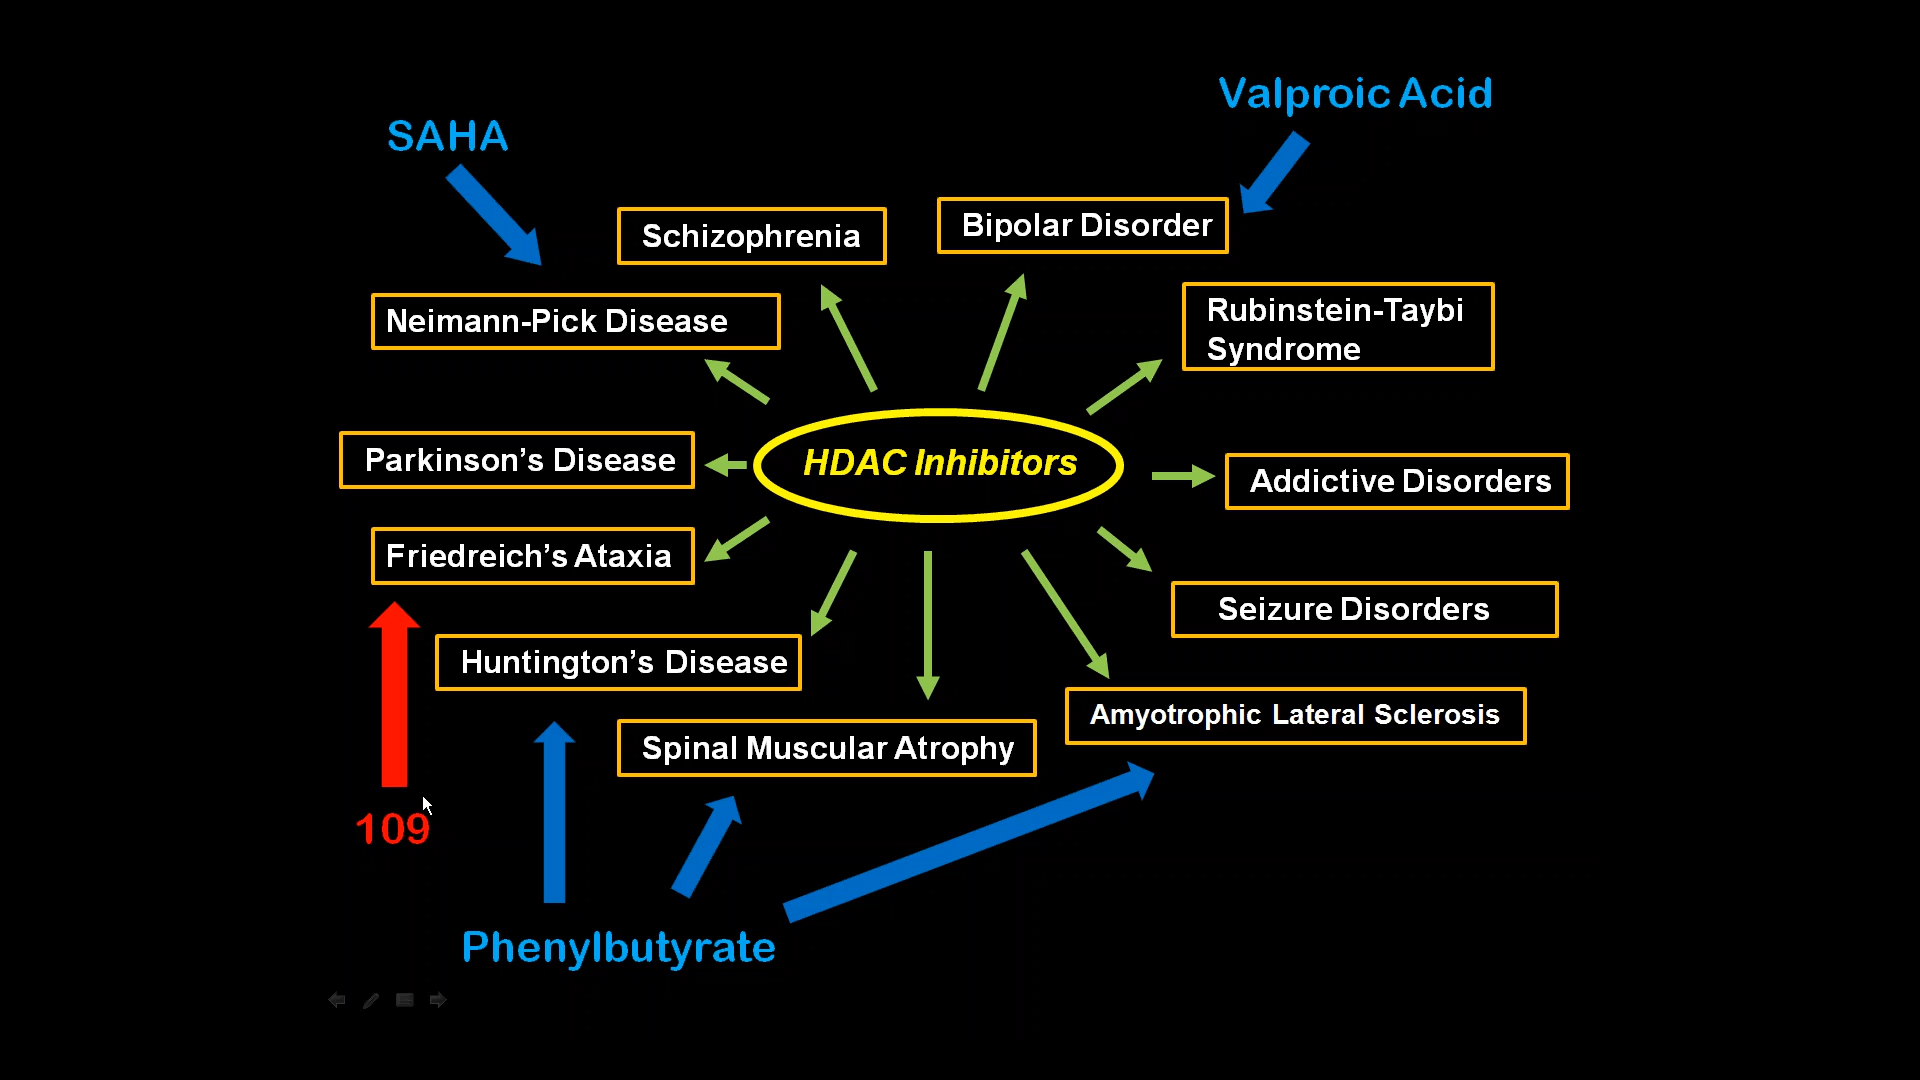 Valproic Acid
SAHA
Schizophrenia
Bipolar Disorder
Neimann-Pick Disease
Rubinstein-Taybi
Syndrome
Parkinson’s Disease
HDAC Inhibitors
Addictive Disorders
Friedreich’s Ataxia
Seizure Disorders
Huntington’s Disease
Amyotrophic Lateral Sclerosis
Spinal Muscular Atrophy
109
Phenylbutyrate